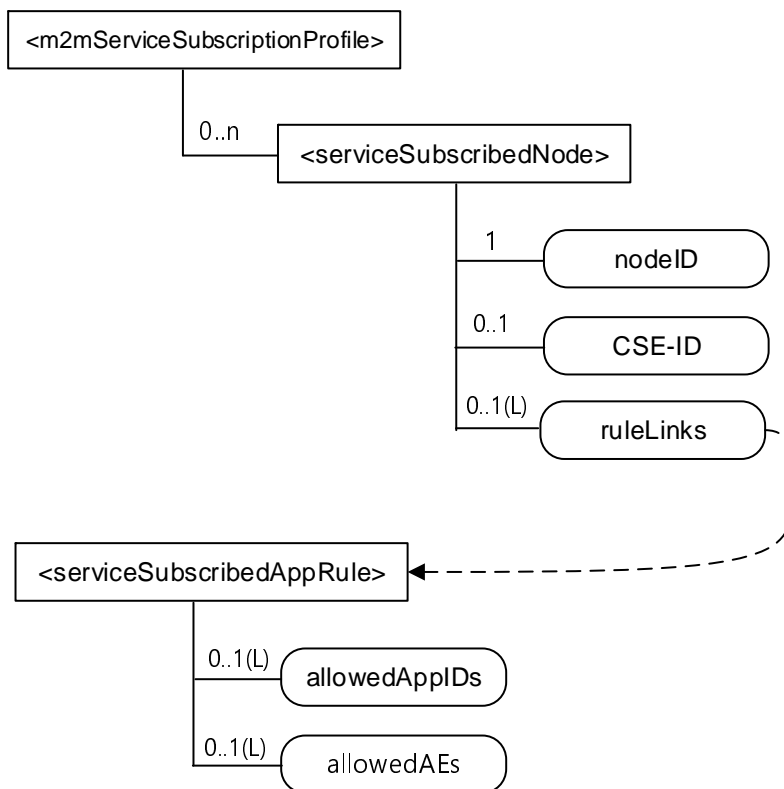 <m2mServiceSubscriptionProfile>
0..n
<serviceSubscribedNode>
1
nodeID
0..1
CSE-ID
0..1(L)
ruleLinks
<serviceSubscribedAppRule>
0..1(L)
allowedAppIDs
0..1(L)
allowedAEs